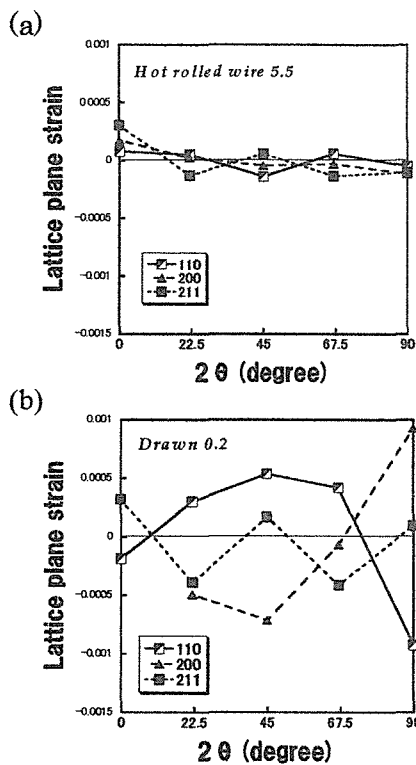 (a)
0.001
0.0005
0
-0.0005
-0.001
-0.0015
Lattice plane strain
Hot rolled wire 5.5
110
200
211
0 22.5 45 67.5 90
2 θ (degree)
(b)
0.001
0.0005
0
-0.0005
-0.001
-0.0015
Lattice plane strain
Drawn 0.2
110
200
211
0 22.5 45 67.5 90
2 θ (degree)